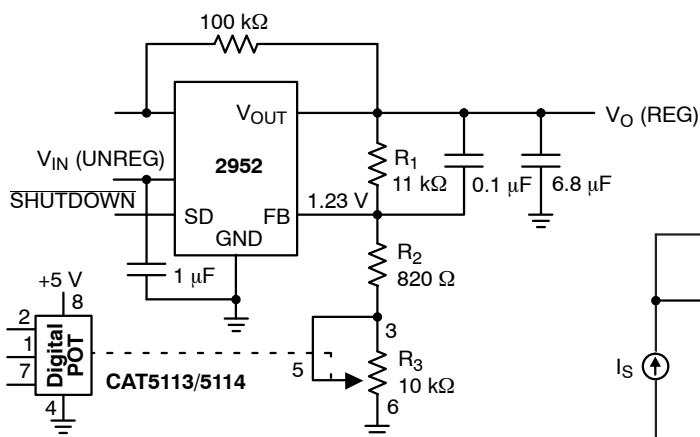 100 kΩ
V_OUT
V_O (REG)
V_IN (UNREG)
2952
R_1
11 kΩ
0.1 μF
6.8 μF
SHUTDOWN
SD
1.23 V
FB
GND
1 μF
R_2
820 Ω
+5 V
8
2
1
7
4
Digital
POT
CAT5113/5114
3
5
R_3
10 kΩ
6
I_S